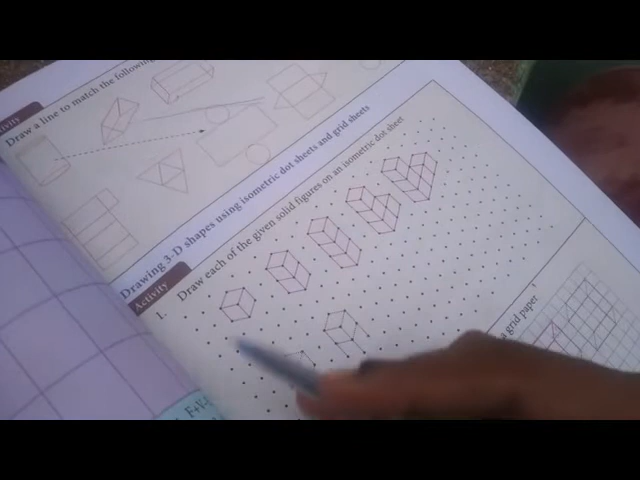 Activity
Draw a line to match the following
Drawing 3-D shapes using isometric dot sheets and grid sheets
Activity
1. Draw each of the given solid figures on an isometric dot sheet
a grid paper